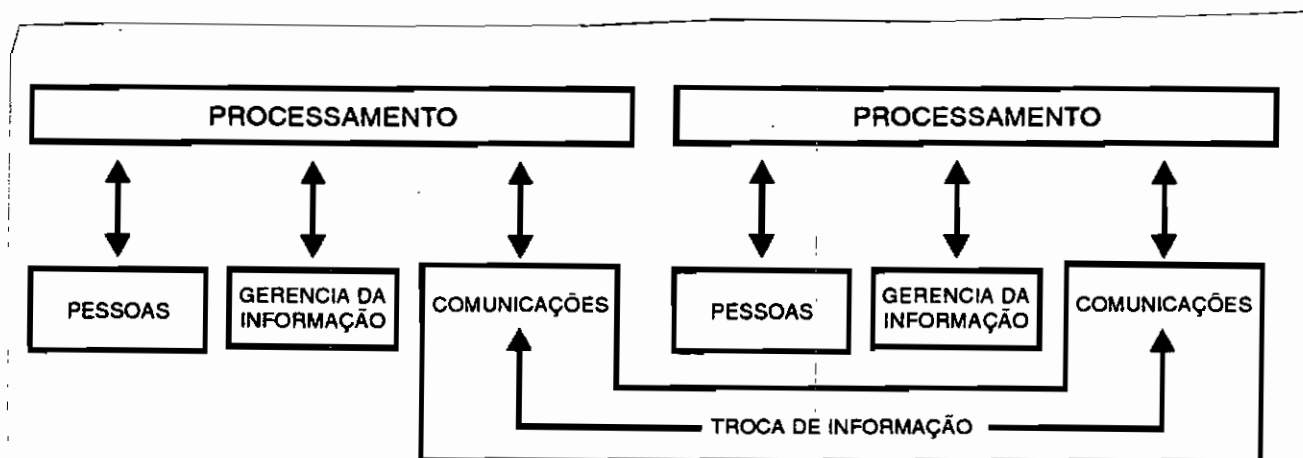 PROCESSAMENTO
PROCESSAMENTO
PESSOAS
GERENCIA DA
INFORMAÇÃO
COMUNICAÇÕES
PESSOAS
GERENCIA DA
INFORMAÇÃO
COMUNICAÇÕES
TROCA DE INFORMAÇÃO